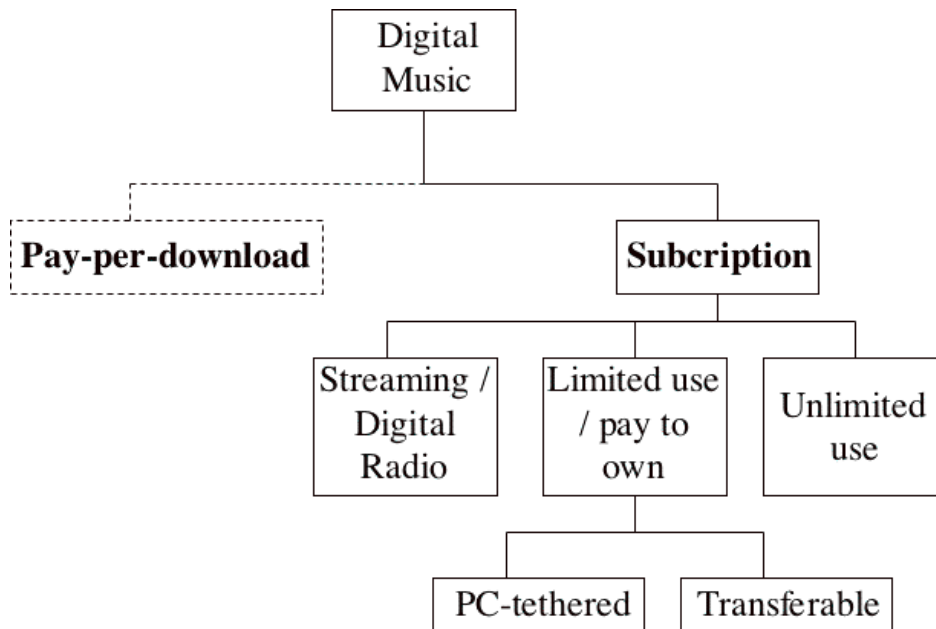 Digital
Music
Pay-per-download
Subcription
Streaming /
Digital
Radio
Limited use
/ pay to
own
Unlimited
use
PC-tethered
Transferable